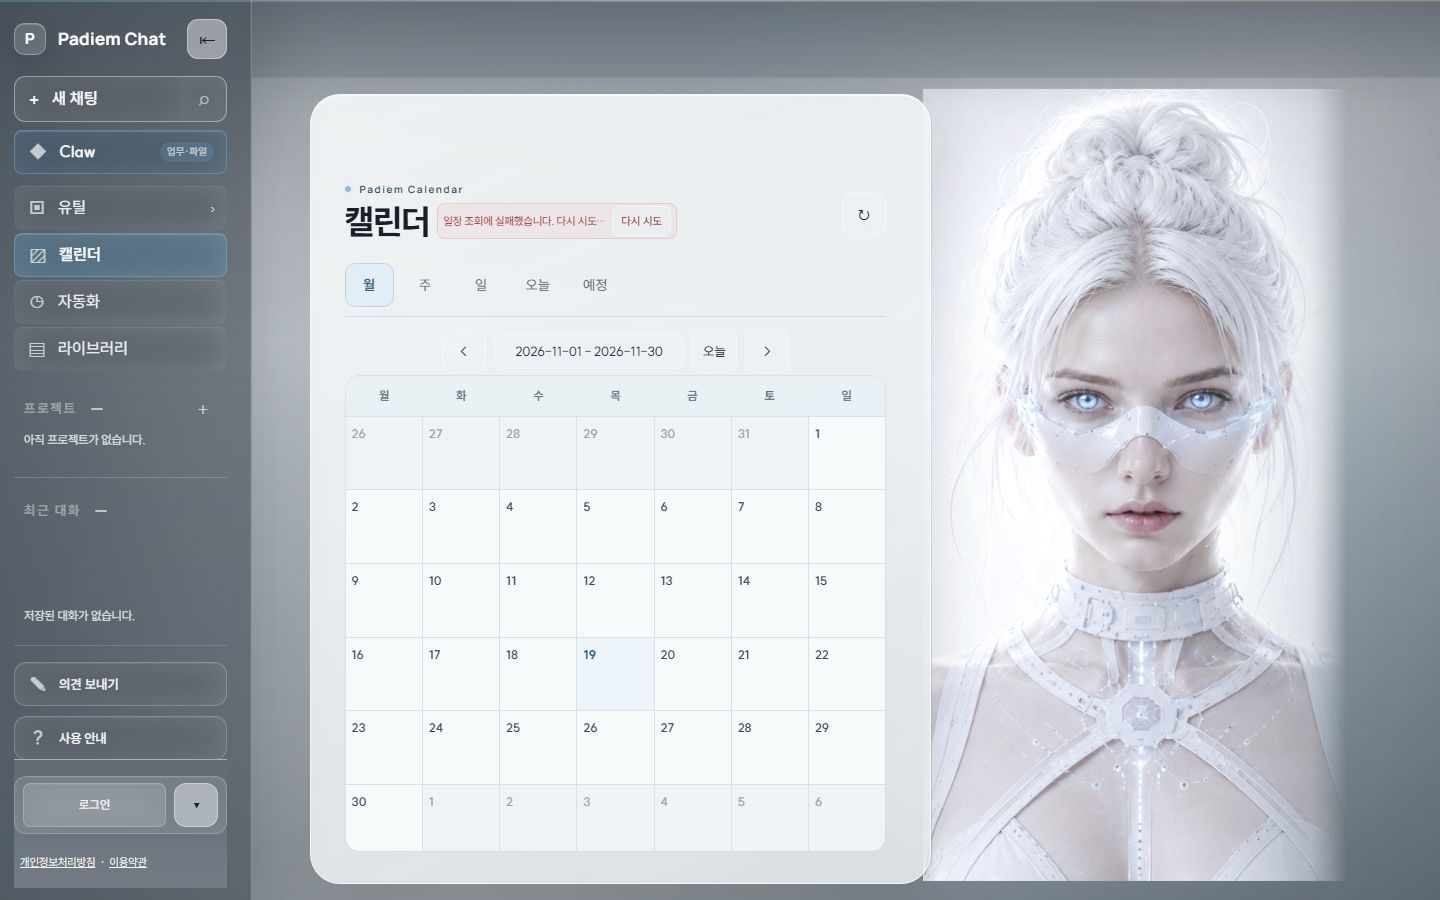 P Padiem Chat
+ 새 채팅
Claw 업무·파일
유틸
캘린더
자동화
라이브러리
프로젝트
아직 프로젝트가 없습니다.
최근 대화
저장된 대화가 없습니다.
의견 보내기
? 사용 안내
로그인
개인정보처리방침 · 이용약관
Padiem Calendar
캘린더 일정 조회에 실패했습니다. 다시 시도… 다시 시도
월 주 일 오늘 예정
2026-11-01 – 2026-11-30 오늘
월 화 수 목 금 토 일
26 27 28 29 30 31 1
2 3 4 5 6 7 8
9 10 11 12 13 14 15
16 17 18 19 20 21 22
23 24 25 26 27 28 29
30 1 2 3 4 5 6